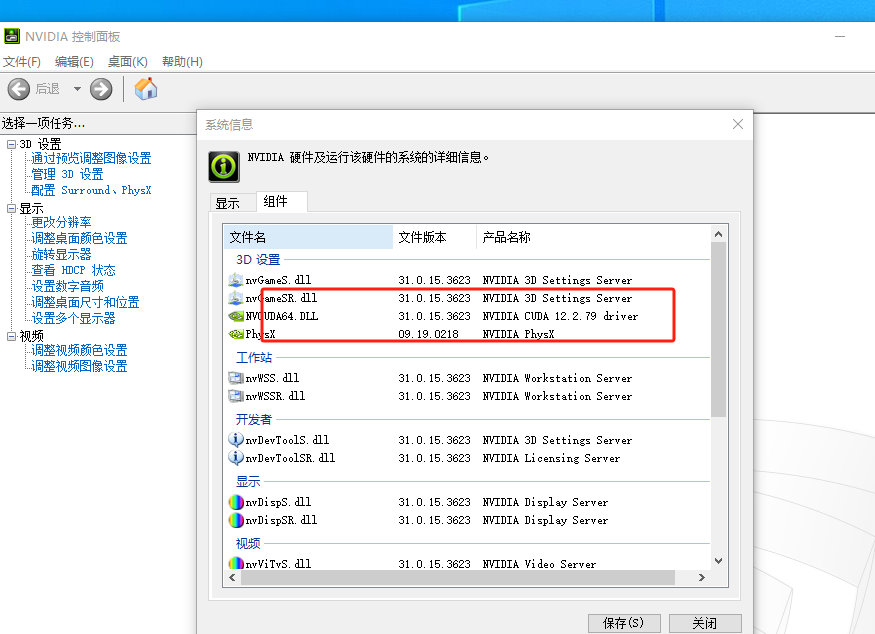 NVIDIA 控制面板
文件(F) 编辑(E) 桌面(K) 帮助(H)
后退
选择一项任务...
3D 设置
通过预览调整图像设置
管理 3D 设置
配置 Surround、PhysX
显示
更改分辨率
调整桌面颜色设置
旋转显示器
查看 HDCP 状态
设置数字音频
调整桌面尺寸和位置
设置多个显示器
视频
调整视频颜色设置
调整视频图像设置
系统信息
NVIDIA 硬件及运行该硬件的系统的详细信息。
显示 组件
文件名 文件版本 产品名称
3D 设置
nvGameS.dll 31.0.15.3623 NVIDIA 3D Settings Server
nvGameSR.dll 31.0.15.3623 NVIDIA 3D Settings Server
NVCUDA64.DLL 31.0.15.3623 NVIDIA CUDA 12.2.79 driver
PhysX 09.19.0218 NVIDIA PhysX
工作站
nvWSS.dll 31.0.15.3623 NVIDIA Workstation Server
nvWSSR.dll 31.0.15.3623 NVIDIA Workstation Server
开发者
nvDevToolS.dll 31.0.15.3623 NVIDIA 3D Settings Server
nvDevToolSR.dll 31.0.15.3623 NVIDIA Licensing Server
显示
nvDispS.dll 31.0.15.3623 NVIDIA Display Server
nvDispSR.dll 31.0.15.3623 NVIDIA Display Server
视频
nvViTvS.dll 31.0.15.3623 NVIDIA Video Server
保存(S) 关闭